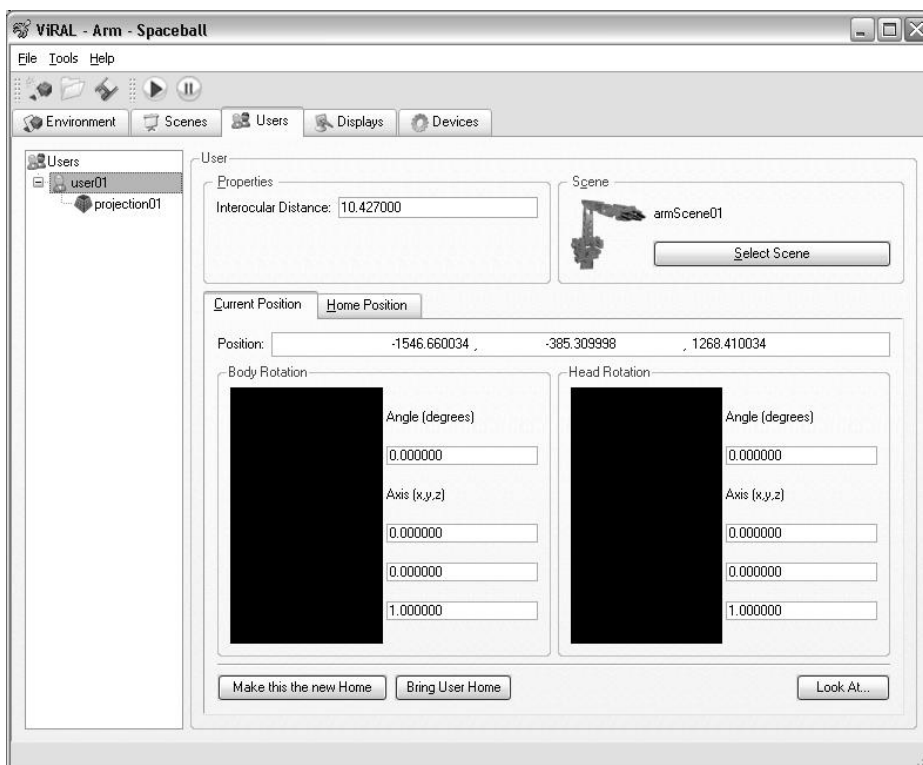 ViRAL - Arm - Spaceball
File Tools Help
Environment Scenes Users Displays Devices
Users
user01
projection01
User
Properties
Interocular Distance: 10.427000
Scene
armScene01
Select Scene
Current Position Home Position
Position: -1546.660034 , -385.309998 , 1268.410034
Body Rotation
Angle (degrees)
0.000000
Axis (x,y,z)
0.000000
0.000000
1.000000
Head Rotation
Angle (degrees)
0.000000
Axis (x,y,z)
0.000000
0.000000
1.000000
Make this the new Home Bring User Home Look At...